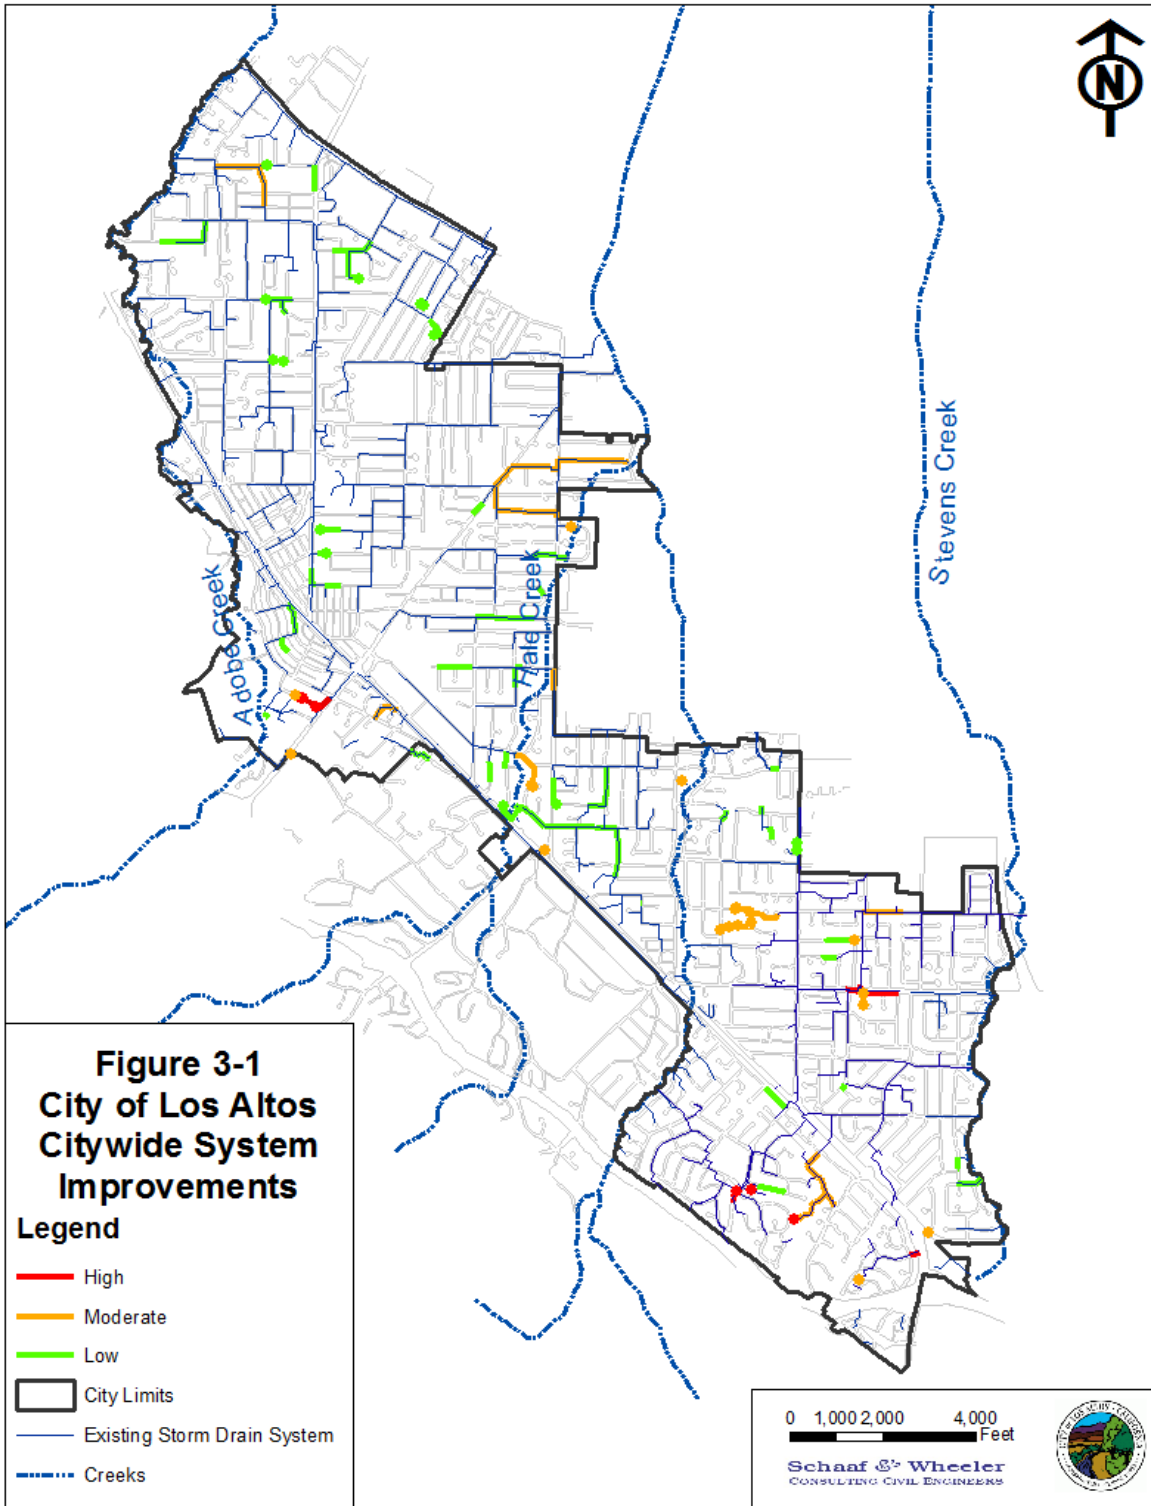 N
Stevens Creek
Hale Creek
Adobe Creek
Figure 3-1
City of Los Altos
Citywide System
Improvements
Legend
High
Moderate
Low
City Limits
Existing Storm Drain System
Creeks
0 1,000 2,000 4,000
Feet
Schaaf & Wheeler
CONSULTING CIVIL ENGINEERS